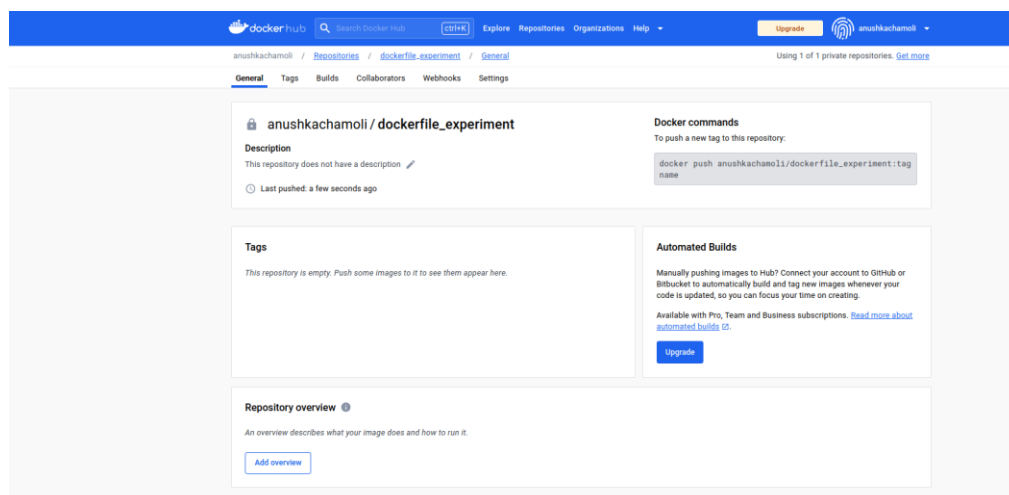 dockerhub Search Docker Hub ctrl+K Explore Repositories Organizations Help Upgrade anushkachamoli
anushkachamoli / Repositories / dockerfile_experiment / General Using 1 of 1 private repositories. Get more
General Tags Builds Collaborators Webhooks Settings
anushkachamoli / dockerfile_experiment
Description
This repository does not have a description
Last pushed: a few seconds ago
Docker commands
To push a new tag to this repository:
docker push anushkachamoli/dockerfile_experiment:tag
name
Tags
This repository is empty. Push some images to it to see them appear here.
Automated Builds
Manually pushing images to Hub? Connect your account to GitHub or
Bitbucket to automatically build and tag new images whenever your
code is updated, so you can focus your time on creating.
Available with Pro, Team and Business subscriptions. Read more about
automated builds.
Upgrade
Repository overview
An overview describes what your image does and how to run it.
Add overview